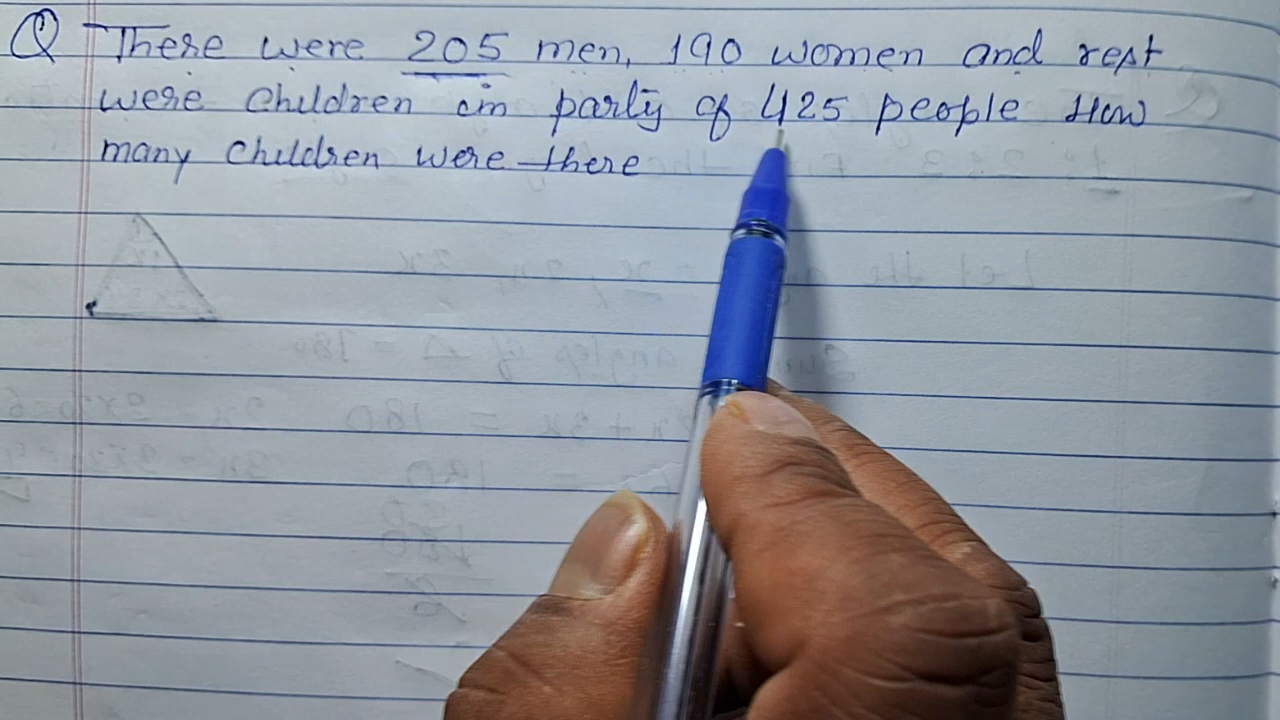 Q There were 205 men, 190 women and rest
were children in party of 425 people How
many children were there